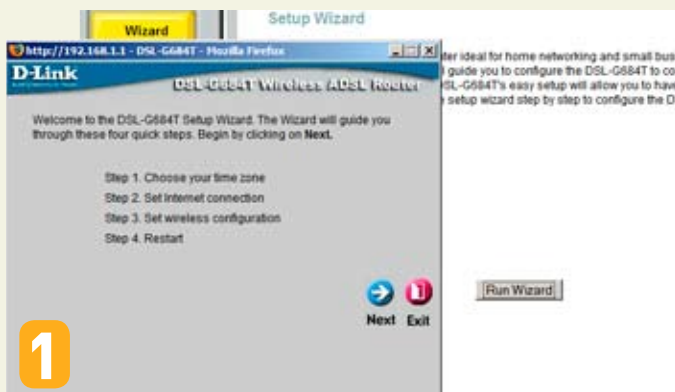 Wizard
Setup Wizard
http://192.168.1.1 - DSL-G684T - Mozilla Firefox
D-Link
DSL-G684T Wireless ADSL Router
ter ideal for home networking and small bus
l guide you to configure the DSL-G684T to co
SL-G684T's easy setup will allow you to have
setup wizard step by step to configure the D
Welcome to the DSL-G684T Setup Wizard. The Wizard will guide you
through these four quick steps. Begin by clicking on Next.
Step 1. Choose your time zone
Step 2. Set Internet connection
Step 3. Set wireless configuration
Step 4. Restart
Next Exit
Run Wizard
1